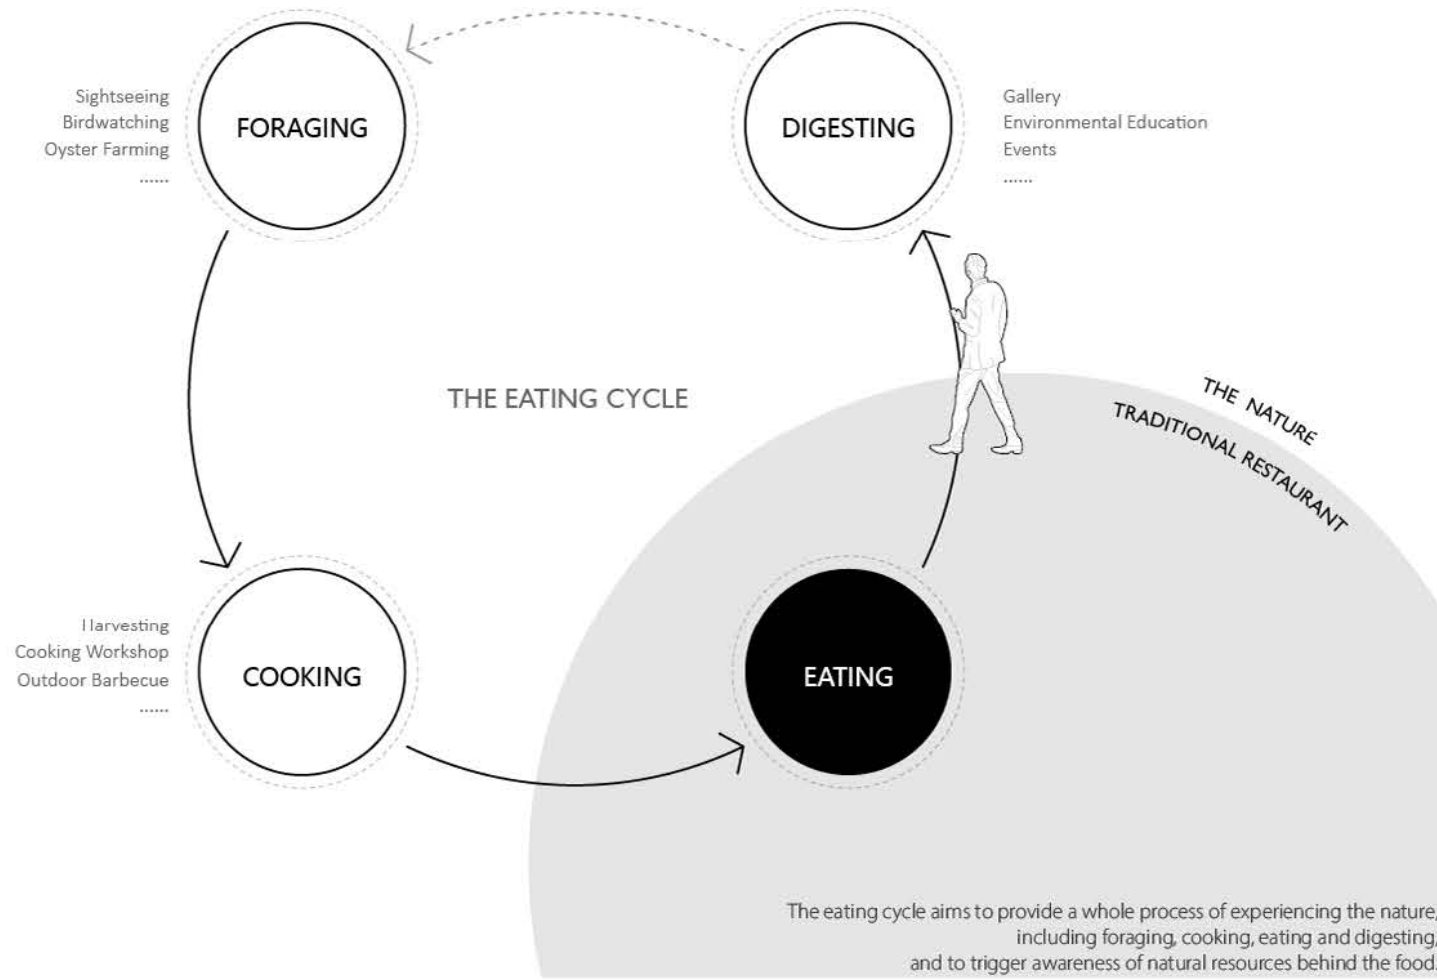 FORAGING
Sightseeing
Birdwatching
Oyster Farming
......
DIGESTING
Gallery
Environmental Education
Events
......
THE EATING CYCLE
THE NATURE
TRADITIONAL RESTAURANT
COOKING
Harvesting
Cooking Workshop
Outdoor Barbecue
......
EATING
The eating cycle aims to provide a whole process of experiencing the nature,
including foraging, cooking, eating and digesting,
and to trigger awareness of natural resources behind the food.